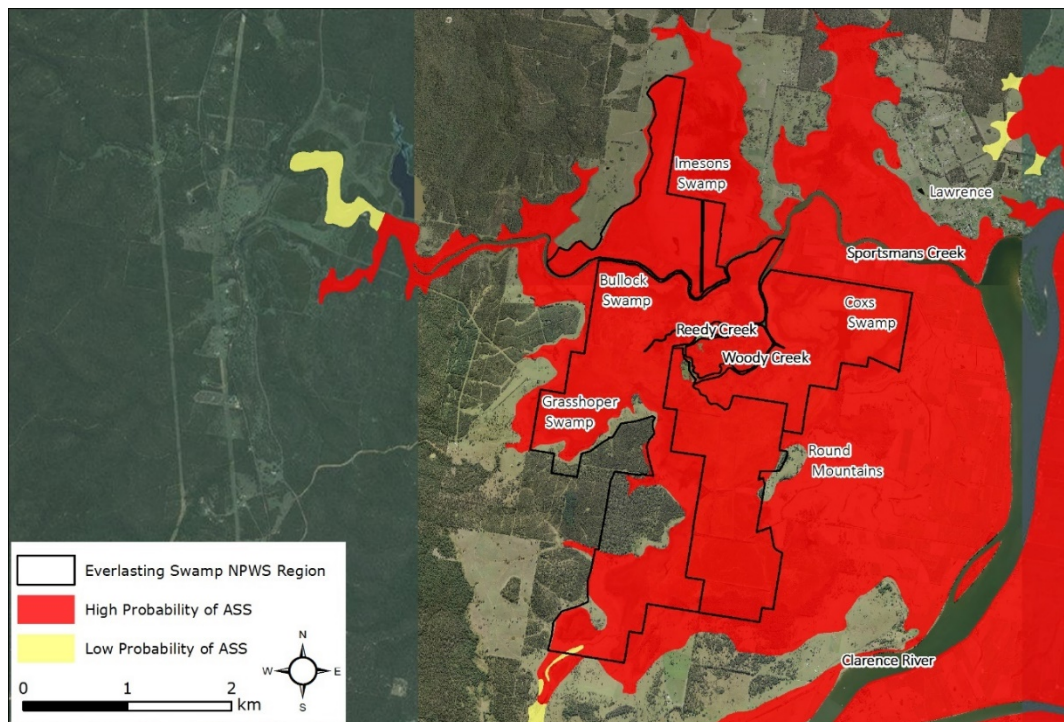 Imesons
Swamp
Lawrence
Sportsmans Creek
Bullock
Swamp
Coxs
Swamp
Reedy Creek
Woody Creek
Grasshoper
Swamp
Round
Mountains
Clarence River
Everlasting Swamp NPWS Region
High Probability of ASS
Low Probability of ASS
N
W
E
S
0
1
2
km